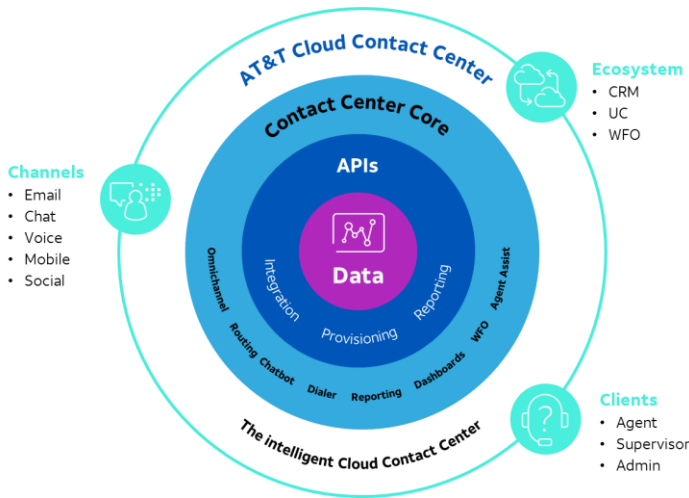 AT&T Cloud Contact Center
Contact Center Core
APIs
Data
Integration
Provisioning
Reporting
Omnichannel
Routing
Chatbot
Dialer
Reporting
Dashboards
WFO
Agent Assist
The intelligent Cloud Contact Center
Channels
• Email
• Chat
• Voice
• Mobile
• Social
Ecosystem
• CRM
• UC
• WFO
Clients
• Agent
• Supervisor
• Admin